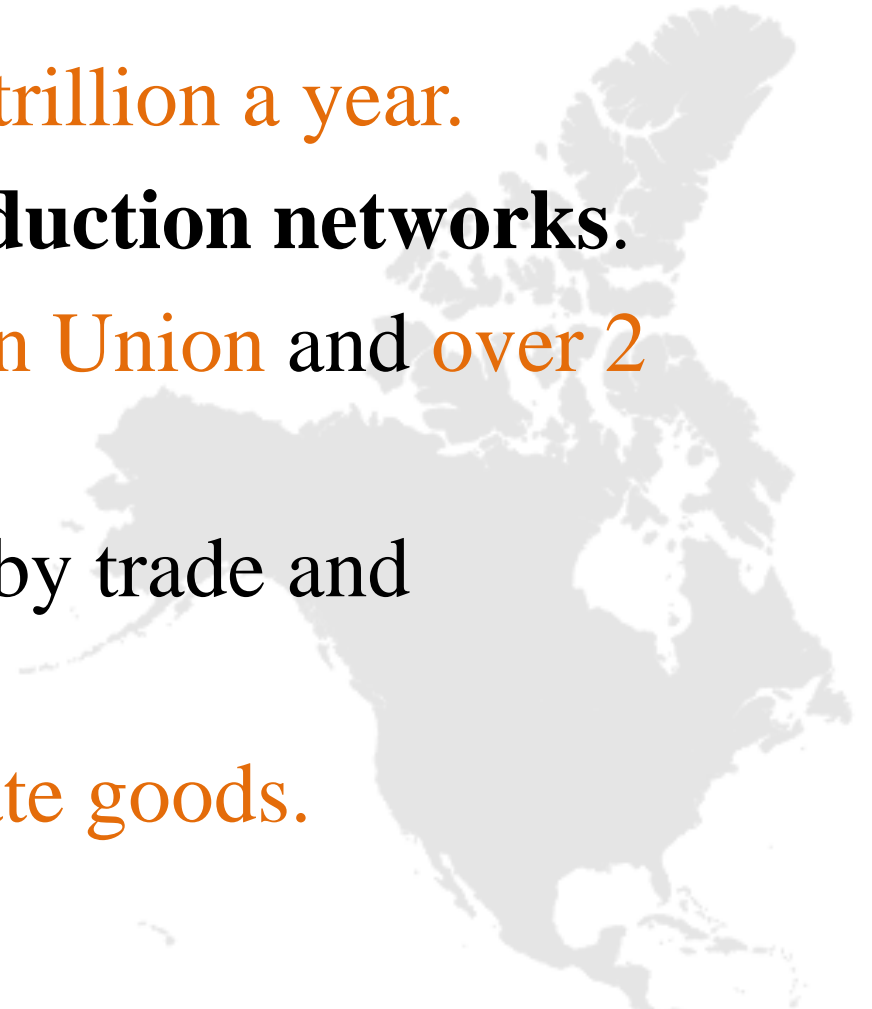 trillion a year.
duction networks.
n Union and over 2
by trade and
te goods.